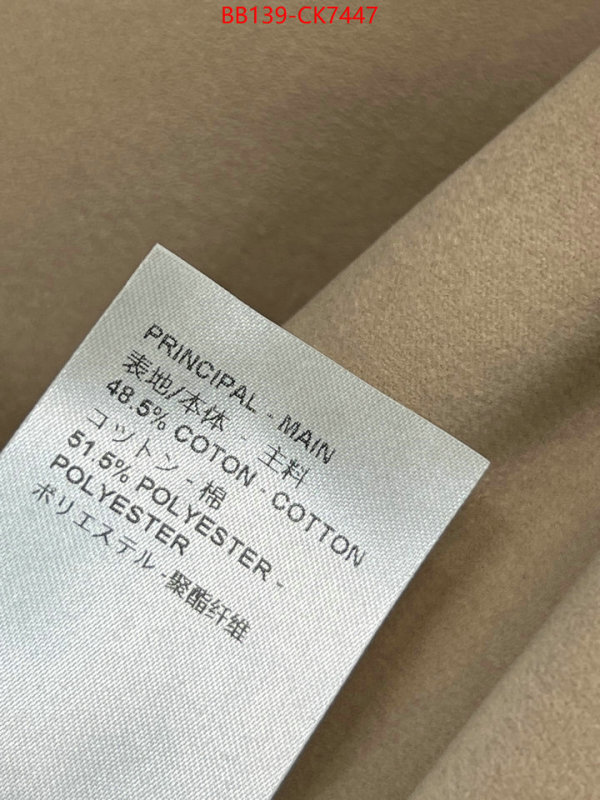 BB139-CK7447
PRINCIPAL - MAIN
表地/本体 - 主料
48.5% COTON - COTTON
コットン - 棉
51.5% POLYESTER -
POLYESTER
ポリエステル - 聚酯纤维